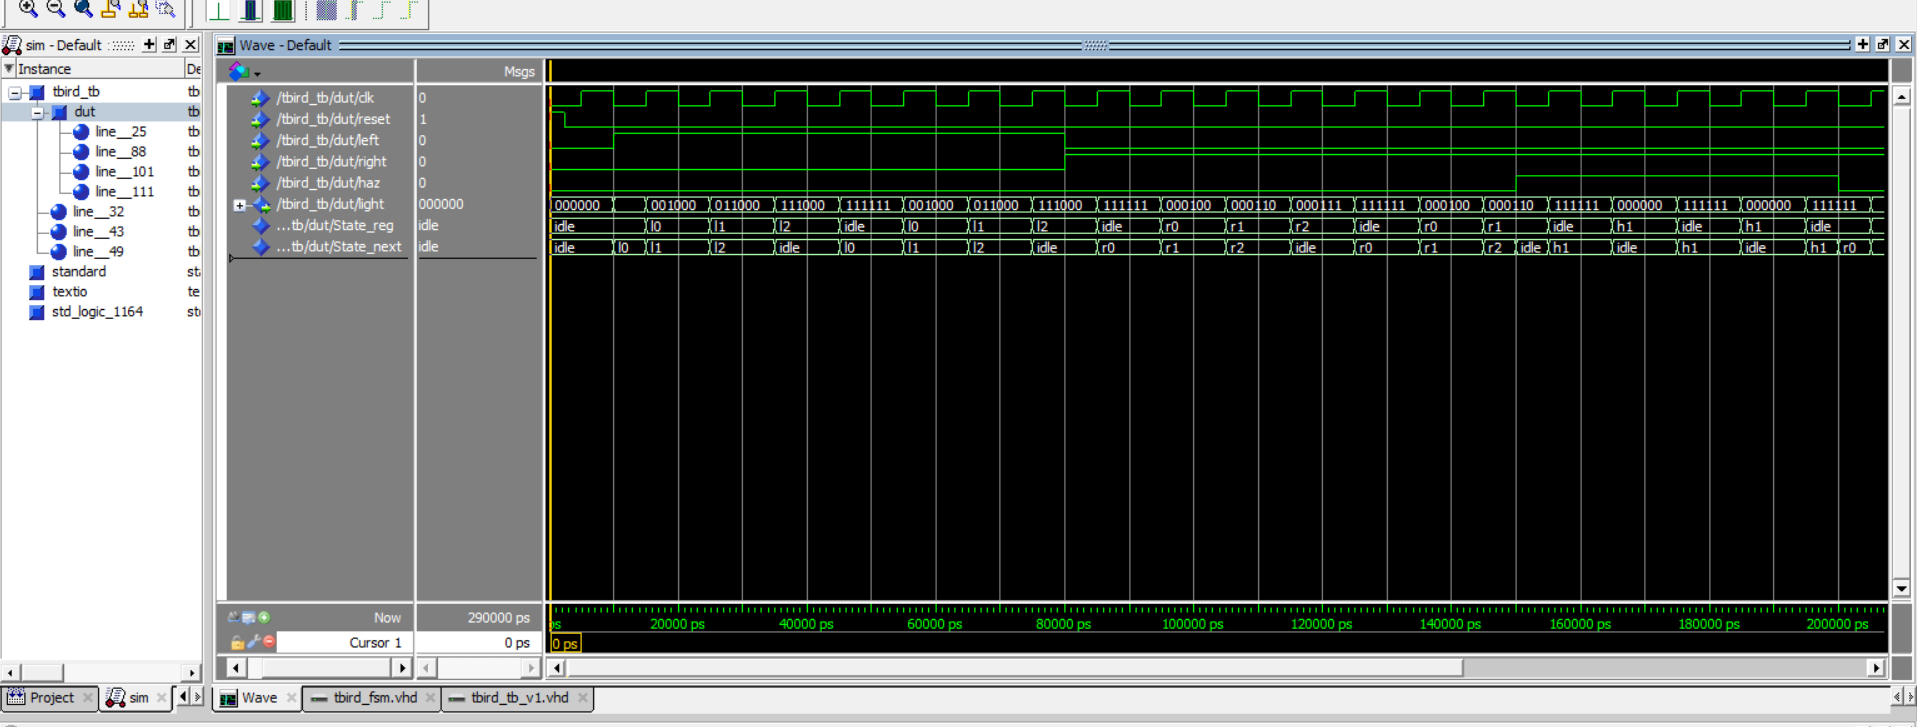 sim - Default
Wave - Default
Instance De
Msgs
tbird_tb tb
dut tb
line__25 tb
line__88 tb
line__101 tb
line__111 tb
line__32 tb
line__43 tb
line__49 tb
standard sta
textio te
std_logic_1164 st
/tbird_tb/dut/clk 0
/tbird_tb/dut/reset 1
/tbird_tb/dut/left 0
/tbird_tb/dut/right 0
/tbird_tb/dut/haz 0
/tbird_tb/dut/light 000000 000000 001000 011000 111000 111111 001000 011000 111000 111111 000100 000110 000111 111111 000100 000110 111111 000000 111111 000000 111111
...tb/dut/State_reg idle idle l0 l1 l2 idle l0 l1 l2 idle r0 r1 r2 idle r0 r1 idle h1 idle h1 idle
...tb/dut/State_next idle idle l0 l1 l2 idle l0 l1 l2 idle r0 r1 r2 idle r0 r1 r2 idle h1 idle h1 idle h1 r0
Now 290000 ps ps 20000 ps 40000 ps 60000 ps 80000 ps 100000 ps 120000 ps 140000 ps 160000 ps 180000 ps 200000 ps
Cursor 1 0 ps 0 ps
Project sim Wave tbird_fsm.vhd tbird_tb_v1.vhd